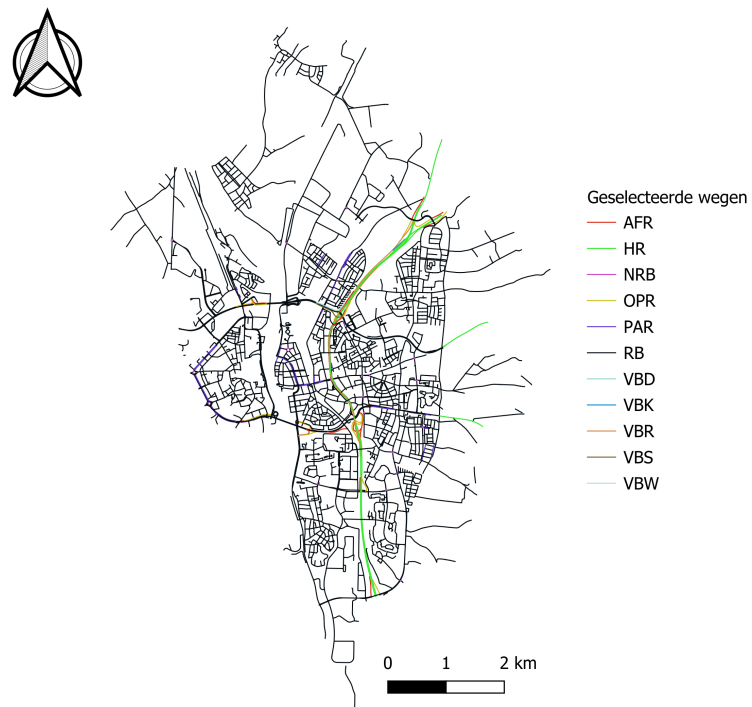 Geselecteerde wegen
AFR
HR
NRB
OPR
PAR
RB
VBD
VBK
VBR
VBS
VBW
0 1 2 km